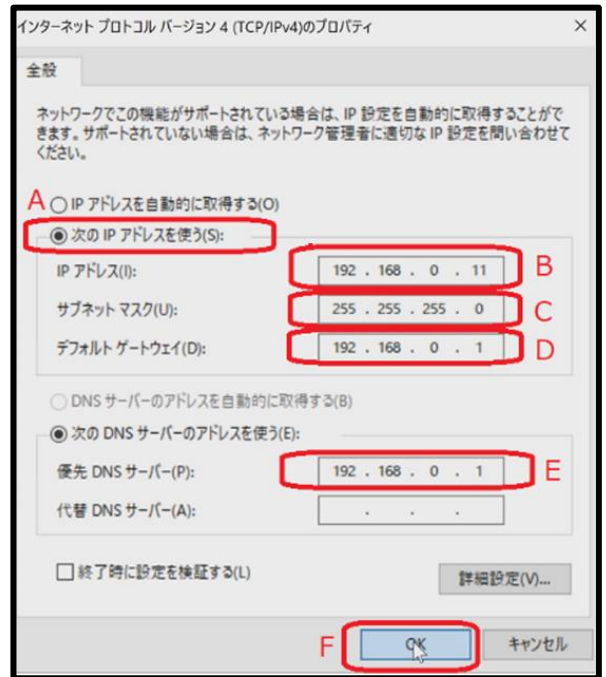 インターネット プロトコル バージョン 4 (TCP/IPv4)のプロパティ ×
全般
ネットワークでこの機能がサポートされている場合は、IP 設定を自動的に取得することがで
きます。サポートされていない場合は、ネットワーク管理者に適切な IP 設定を問い合わせて
ください。
A IP アドレスを自動的に取得する(O)
次の IP アドレスを使う(S):
IP アドレス(I): 192 . 168 . 0 . 11 B
サブネット マスク(U): 255 . 255 . 255 . 0 C
デフォルト ゲートウェイ(D): 192 . 168 . 0 . 1 D
DNS サーバーのアドレスを自動的に取得する(B)
次の DNS サーバーのアドレスを使う(E):
優先 DNS サーバー(P): 192 . 168 . 0 . 1 E
代替 DNS サーバー(A): . . .
終了時に設定を検証する(L)
詳細設定(V)...
F OK キャンセル